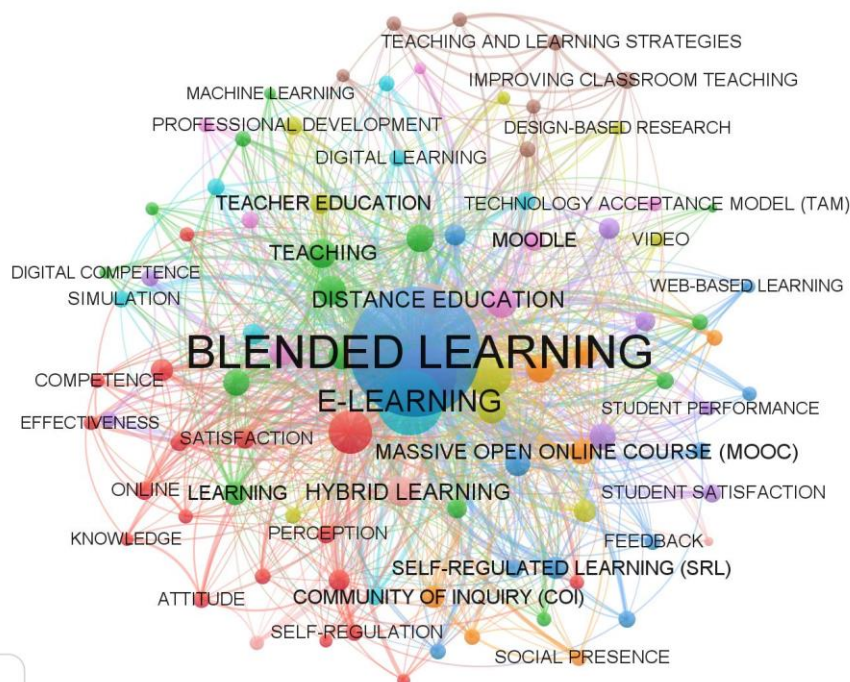 TEACHING AND LEARNING STRATEGIES
IMPROVING CLASSROOM TEACHING
MACHINE LEARNING
PROFESSIONAL DEVELOPMENT
DESIGN-BASED RESEARCH
DIGITAL LEARNING
TEACHER EDUCATION
TECHNOLOGY ACCEPTANCE MODEL (TAM)
TEACHING
MOODLE
VIDEO
DIGITAL COMPETENCE
WEB-BASED LEARNING
SIMULATION
DISTANCE EDUCATION
BLENDED LEARNING
COMPETENCE
E-LEARNING
STUDENT PERFORMANCE
EFFECTIVENESS
SATISFACTION
MASSIVE OPEN ONLINE COURSE (MOOC)
ONLINE
LEARNING
HYBRID LEARNING
STUDENT SATISFACTION
KNOWLEDGE
PERCEPTION
FEEDBACK
SELF-REGULATED LEARNING (SRL)
ATTITUDE
COMMUNITY OF INQUIRY (COI)
SELF-REGULATION
SOCIAL PRESENCE